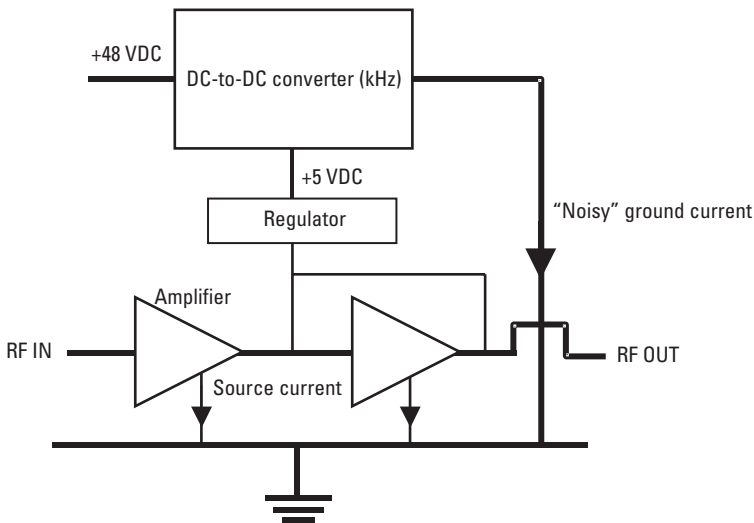 +48 VDC
DC-to-DC converter (kHz)
+5 VDC
Regulator
“Noisy” ground current
Amplifier
RF IN
RF OUT
Source current